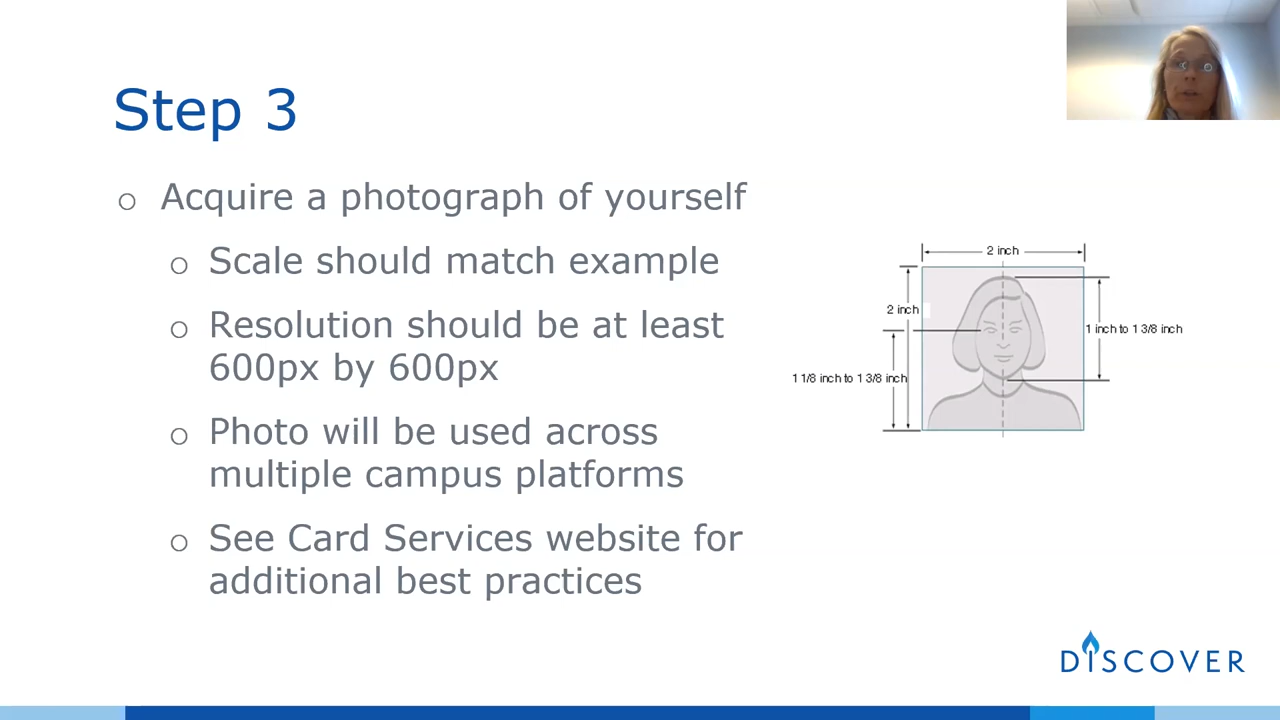 Step 3
o Acquire a photograph of yourself
o Scale should match example
o Resolution should be at least
600px by 600px
o Photo will be used across
multiple campus platforms
o See Card Services website for
additional best practices
2 inch
2 inch
1 inch to 1 3/8 inch
1 1/8 inch to 1 3/8 inch
DISCOVER